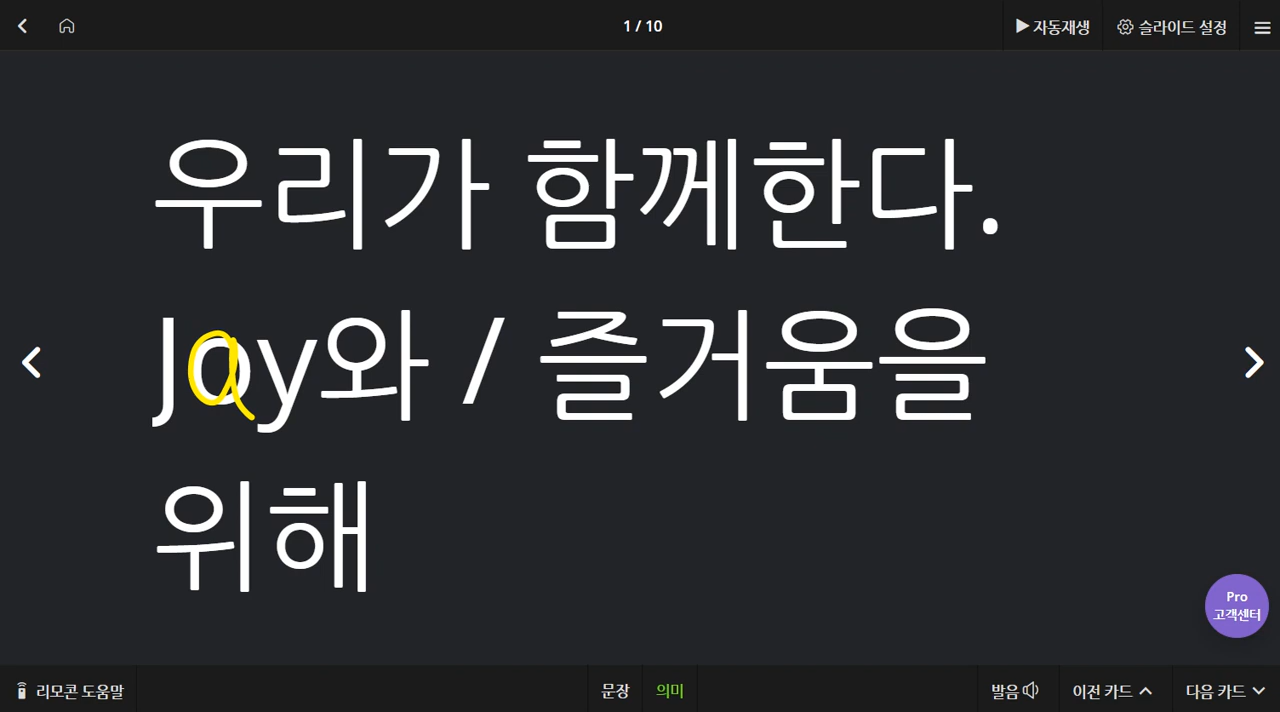 1 / 10
자동재생
슬라이드 설정
우리가 함께한다.
Joy와 / 즐거움을
위해
a
Pro
고객센터
리모콘 도움말
문장
의미
발음
이전 카드
다음 카드